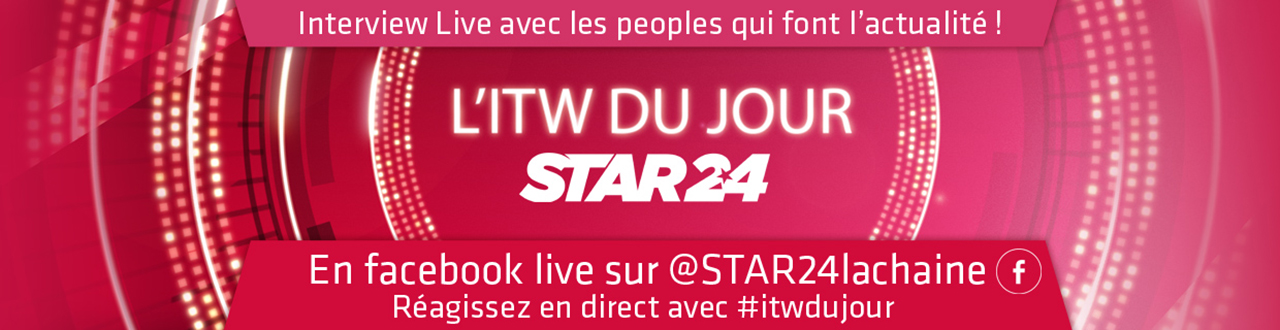 Interview Live avec les peoples qui font l’actualité !
L’ITW DU JOUR
STAR24
En facebook live sur @STAR24lachaine f
Réagissez en direct avec #itwdujour